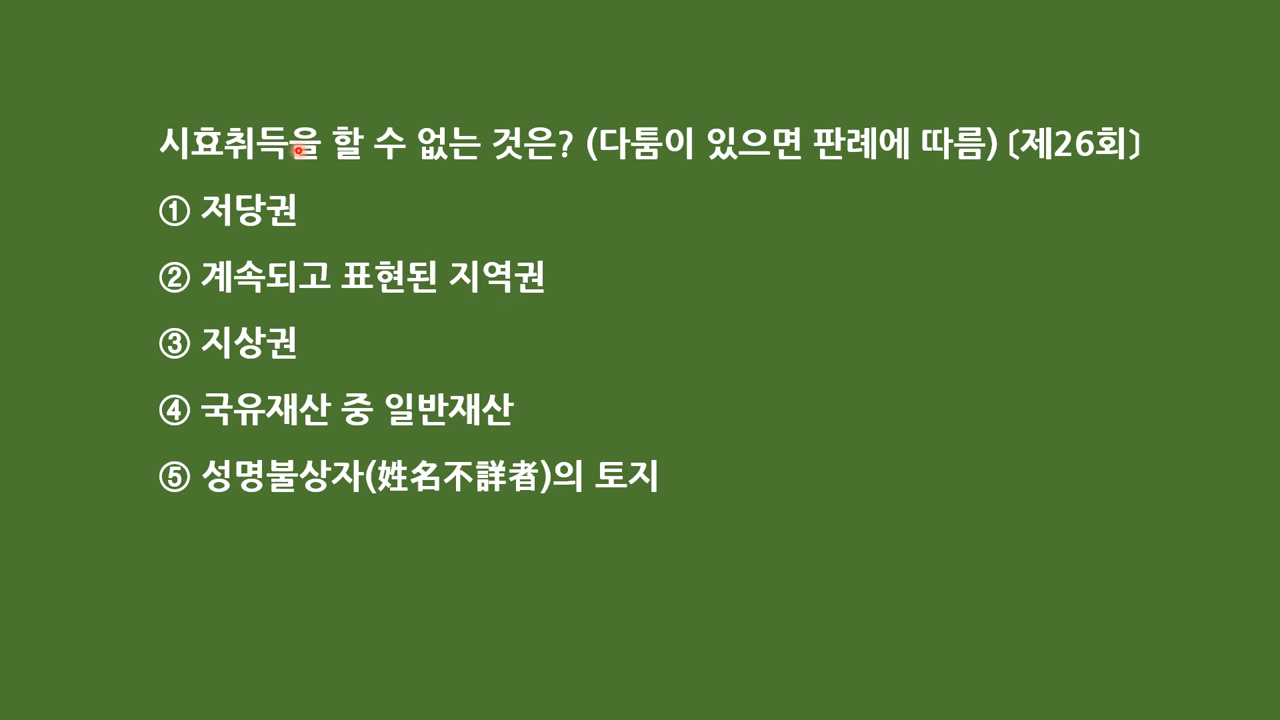 시효취득을 할 수 없는 것은? (다툼이 있으면 판례에 따름) 〔제26회〕
① 저당권
② 계속되고 표현된 지역권
③ 지상권
④ 국유재산 중 일반재산
⑤ 성명불상자(姓名不詳者)의 토지